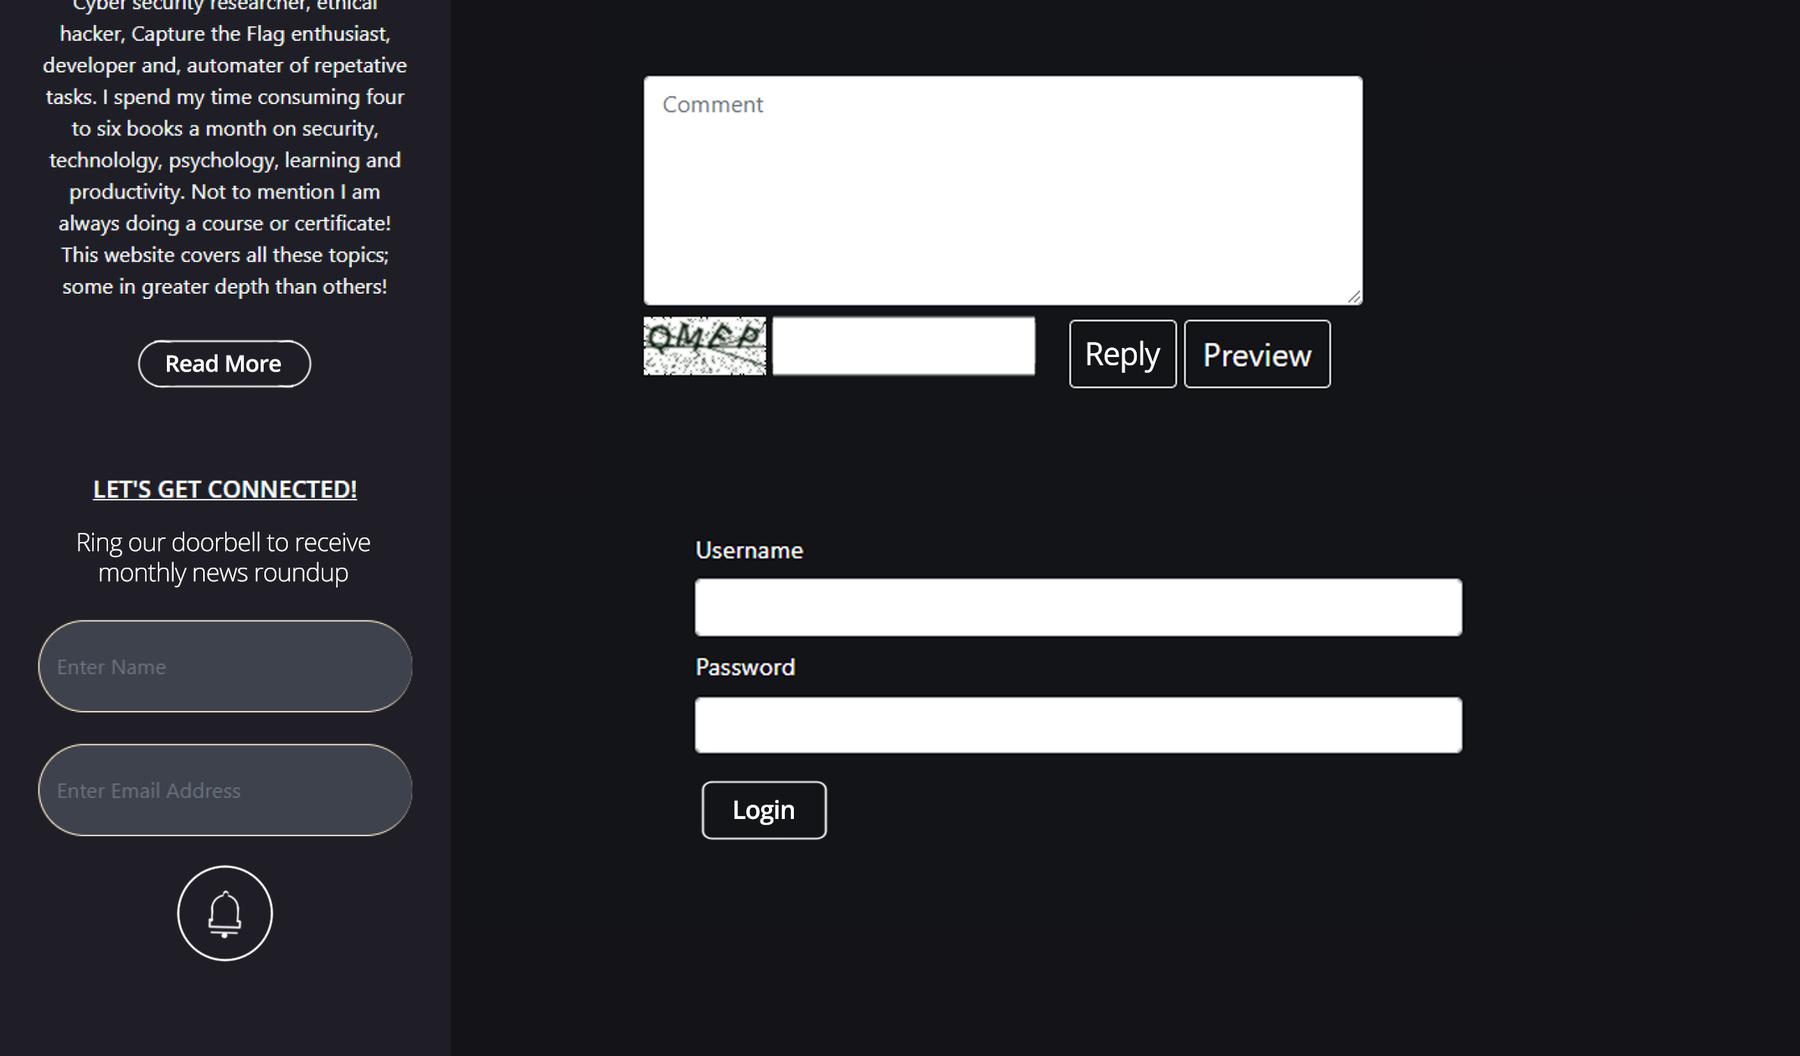 Cyber security researcher, ethical
hacker, Capture the Flag enthusiast,
developer and, automater of repetative
tasks. I spend my time consuming four
to six books a month on security,
technololgy, psychology, learning and
productivity. Not to mention I am
always doing a course or certificate!
This website covers all these topics;
some in greater depth than others!
Read More
LET'S GET CONNECTED!
Ring our doorbell to receive
monthly news roundup
Enter Name
Enter Email Address
Comment
QMFP
Reply
Preview
Username
Password
Login